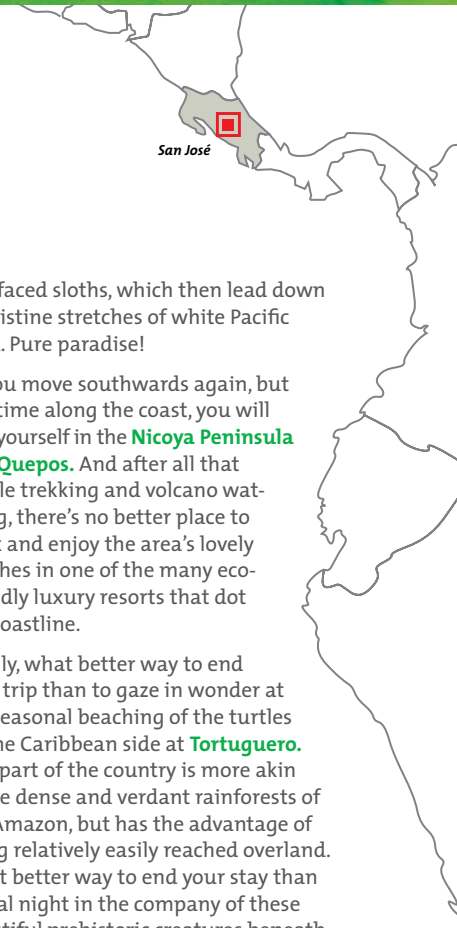 San José
faced sloths, which then lead down
istine stretches of white Pacific
. Pure paradise!
ou move southwards again, but
time along the coast, you will
yourself in the Nicoya Peninsula
Quepos. And after all that
le trekking and volcano wat-
g, there's no better place to
and enjoy the area's lovely
hes in one of the many eco-
dly luxury resorts that dot
oastline.
ly, what better way to end
trip than to gaze in wonder at
easonal beaching of the turtles
he Caribbean side at Tortuguero.
part of the country is more akin
e dense and verdant rainforests of
Amazon, but has the advantage of
g relatively easily reached overland.
t better way to end your stay than
al night in the company of these
tiful prehistoric creatures beneath